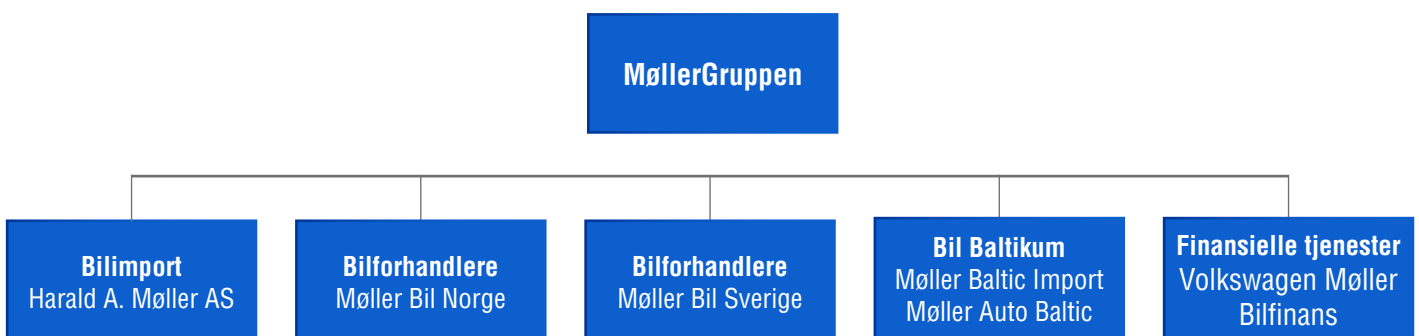 MøllerGruppen
Bilimport
Harald A. Møller AS
Bilforhandlere
Møller Bil Norge
Bilforhandlere
Møller Bil Sverige
Bil Baltikum
Møller Baltic Import
Møller Auto Baltic
Finansielle tjenester
Volkswagen Møller
Bilfinans